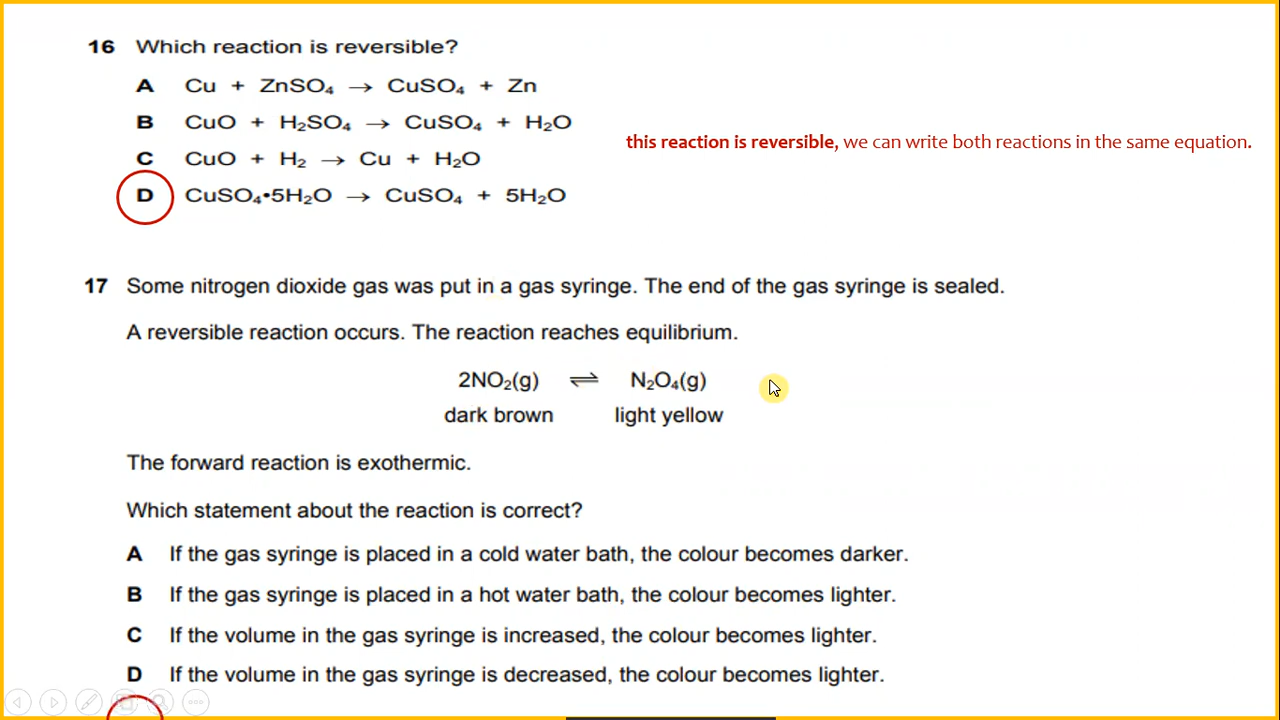 16 Which reaction is reversible?
A Cu + ZnSO₄ → CuSO₄ + Zn
B CuO + H₂SO₄ → CuSO₄ + H₂O
this reaction is reversible, we can write both reactions in the same equation.
C CuO + H₂ → Cu + H₂O
D CuSO₄•5H₂O → CuSO₄ + 5H₂O
17 Some nitrogen dioxide gas was put in a gas syringe. The end of the gas syringe is sealed.
A reversible reaction occurs. The reaction reaches equilibrium.
2NO₂(g) ⇌ N₂O₄(g)
dark brown light yellow
The forward reaction is exothermic.
Which statement about the reaction is correct?
A If the gas syringe is placed in a cold water bath, the colour becomes darker.
B If the gas syringe is placed in a hot water bath, the colour becomes lighter.
C If the volume in the gas syringe is increased, the colour becomes lighter.
D If the volume in the gas syringe is decreased, the colour becomes lighter.